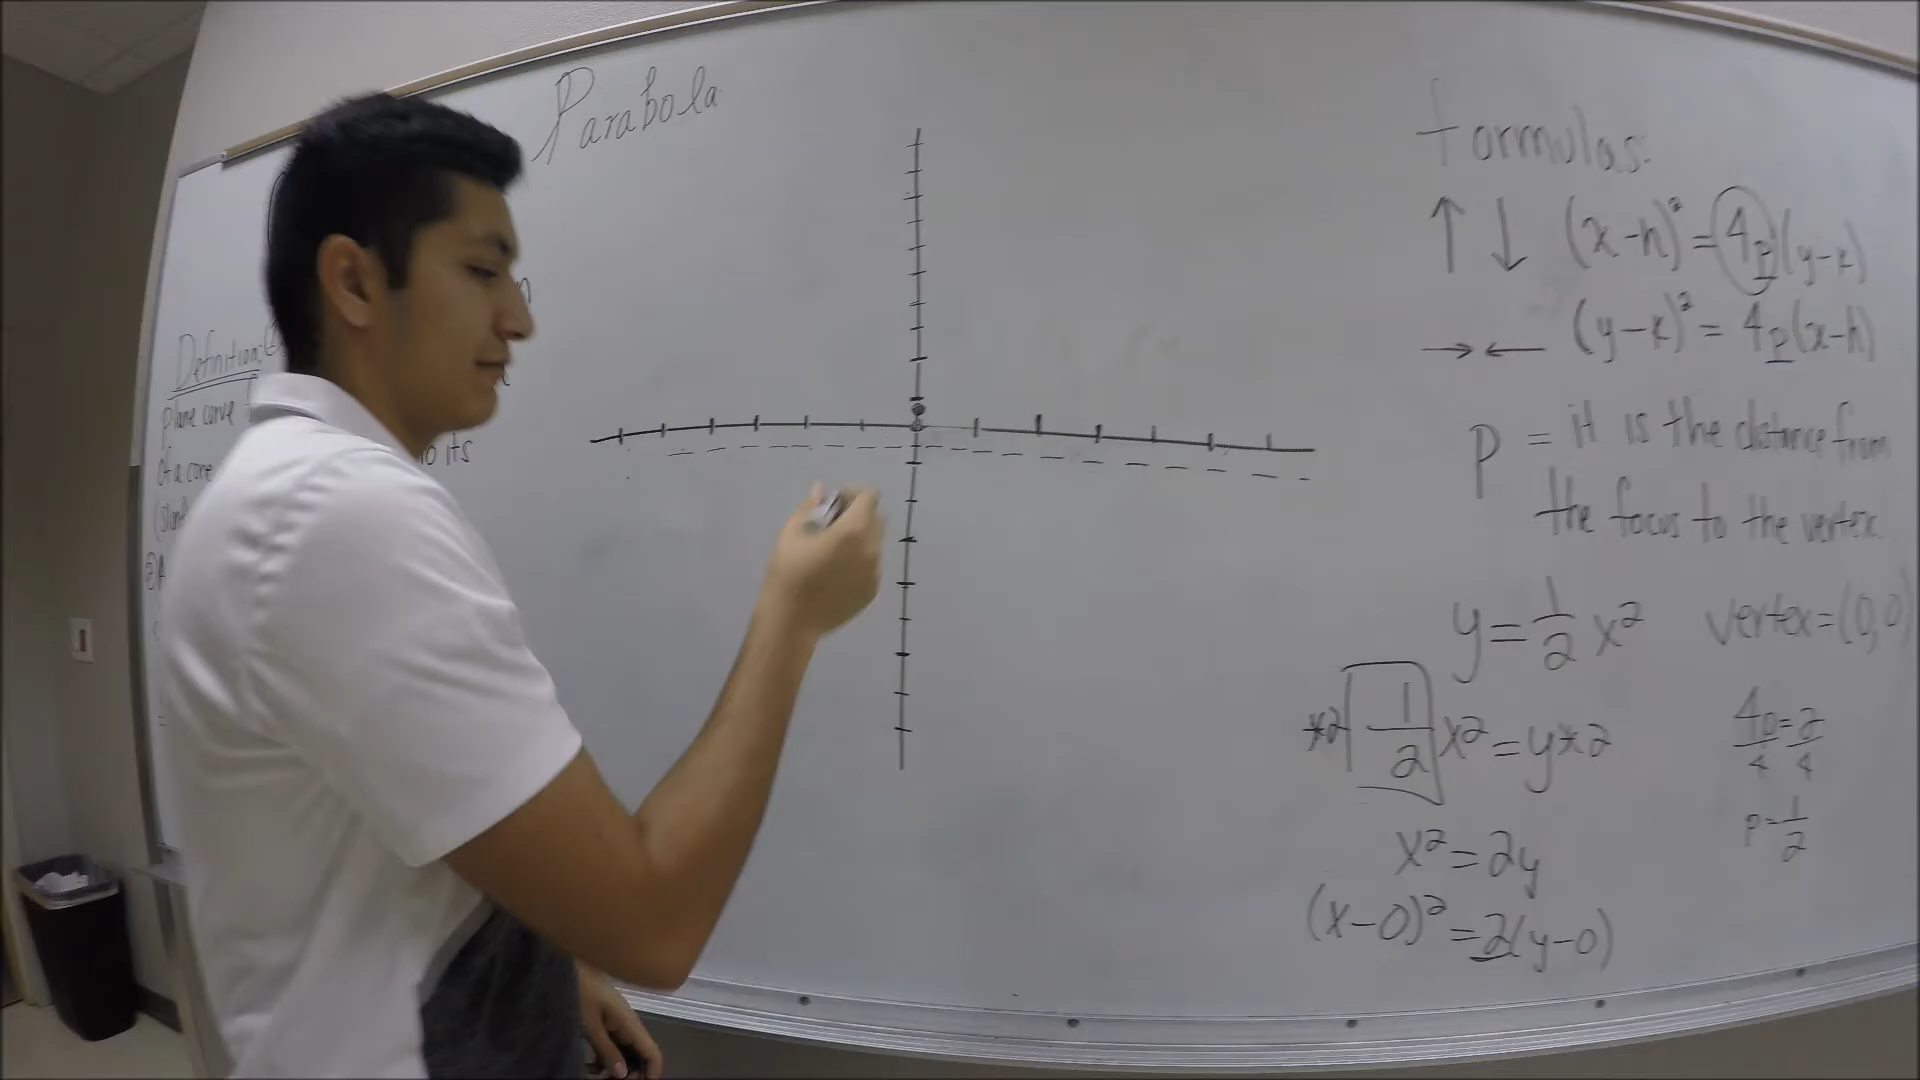 Parabola
Definition:
Plane curve
of a cone to its
formulas:
↑ ↓ (x-h)² = 4p(y-k)
→← (y-k)² = 4p(x-h)
P = it is the distance from
the focus to the vertex
y = 1/2 x² vertex = (0,0)
*2 1/2 x² = y*2
4p/4 = 2/4
p = 1/2
x² = 2y
(x-0)² = 2(y-0)